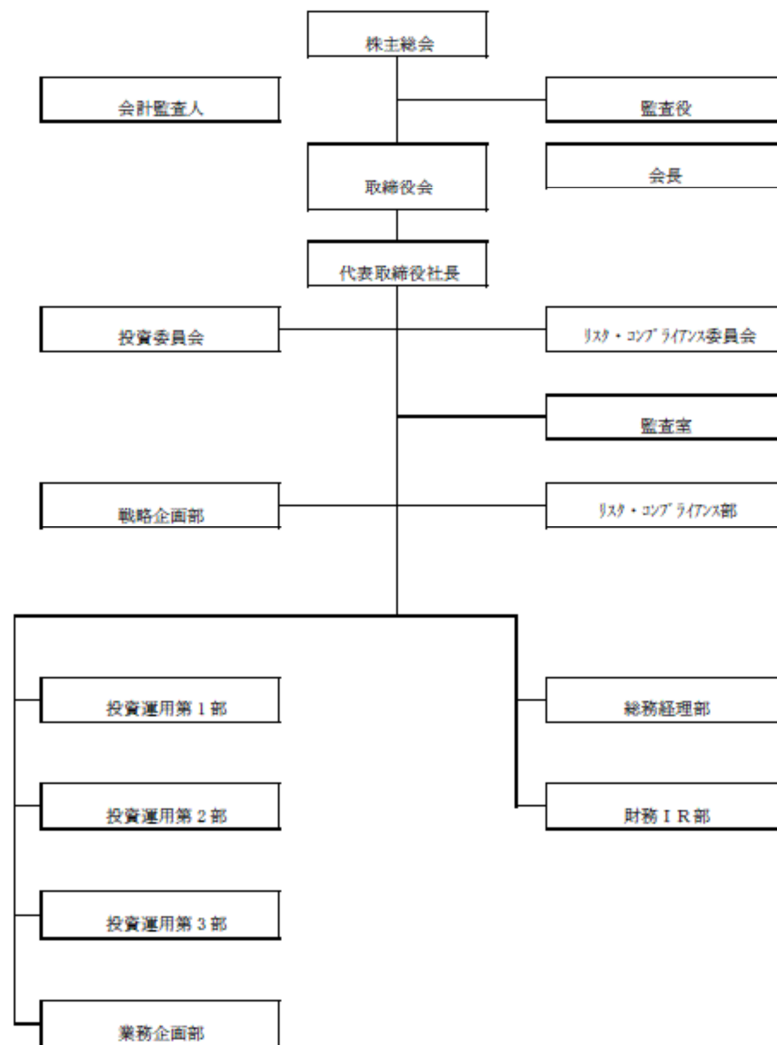 株主総会
会計監査人
監査役
取締役会
会長
代表取締役社長
投資委員会
ﾘｽｸ・ｺﾝﾌﾟﾗｲｱﾝｽ委員会
監査室
戦略企画部
ﾘｽｸ・ｺﾝﾌﾟﾗｲｱﾝｽ部
投資運用第１部
総務経理部
投資運用第２部
財務ＩＲ部
投資運用第３部
業務企画部